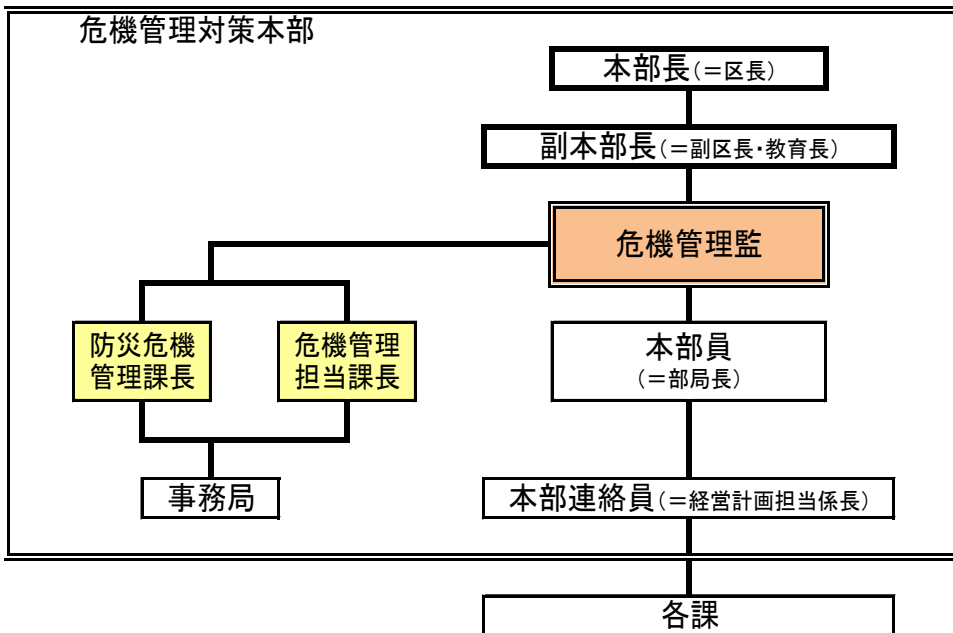 危機管理対策本部
本部長(=区長)
副本部長(=副区長・教育長)
危機管理監
防災危機
管理課長
危機管理
担当課長
本部員
(=部局長)
事務局
本部連絡員(=経営計画担当係長)
各課